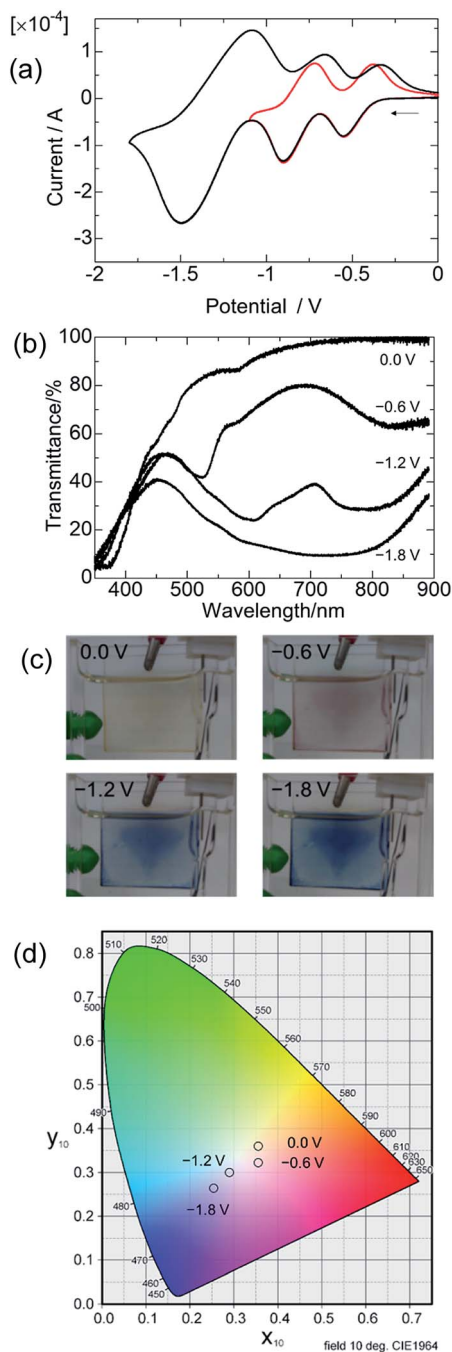 (a)
[×10⁻⁴]
1
0
-1
-2
-3
Current / A
-2
-1.5
-1
-0.5
0
Potential / V
(b)
100
80
60
40
20
0
Transmittance/%
0.0 V
−0.6 V
−1.2 V
−1.8 V
400
500
600
700
800
900
Wavelength/nm
(c)
0.0 V
−0.6 V
−1.2 V
−1.8 V
(d)
0.8
0.7
0.6
0.5
0.4
0.3
0.2
0.1
0.0
y₁₀
510
520
530
540
550
560
570
580
590
600
610
620
630
650
500
490
480
470
460
450
0.0 V
−0.6 V
−1.2 V
−1.8 V
0.0
0.1
0.2
0.3
0.4
0.5
0.6
0.7
x₁₀
field 10 deg. CIE1964